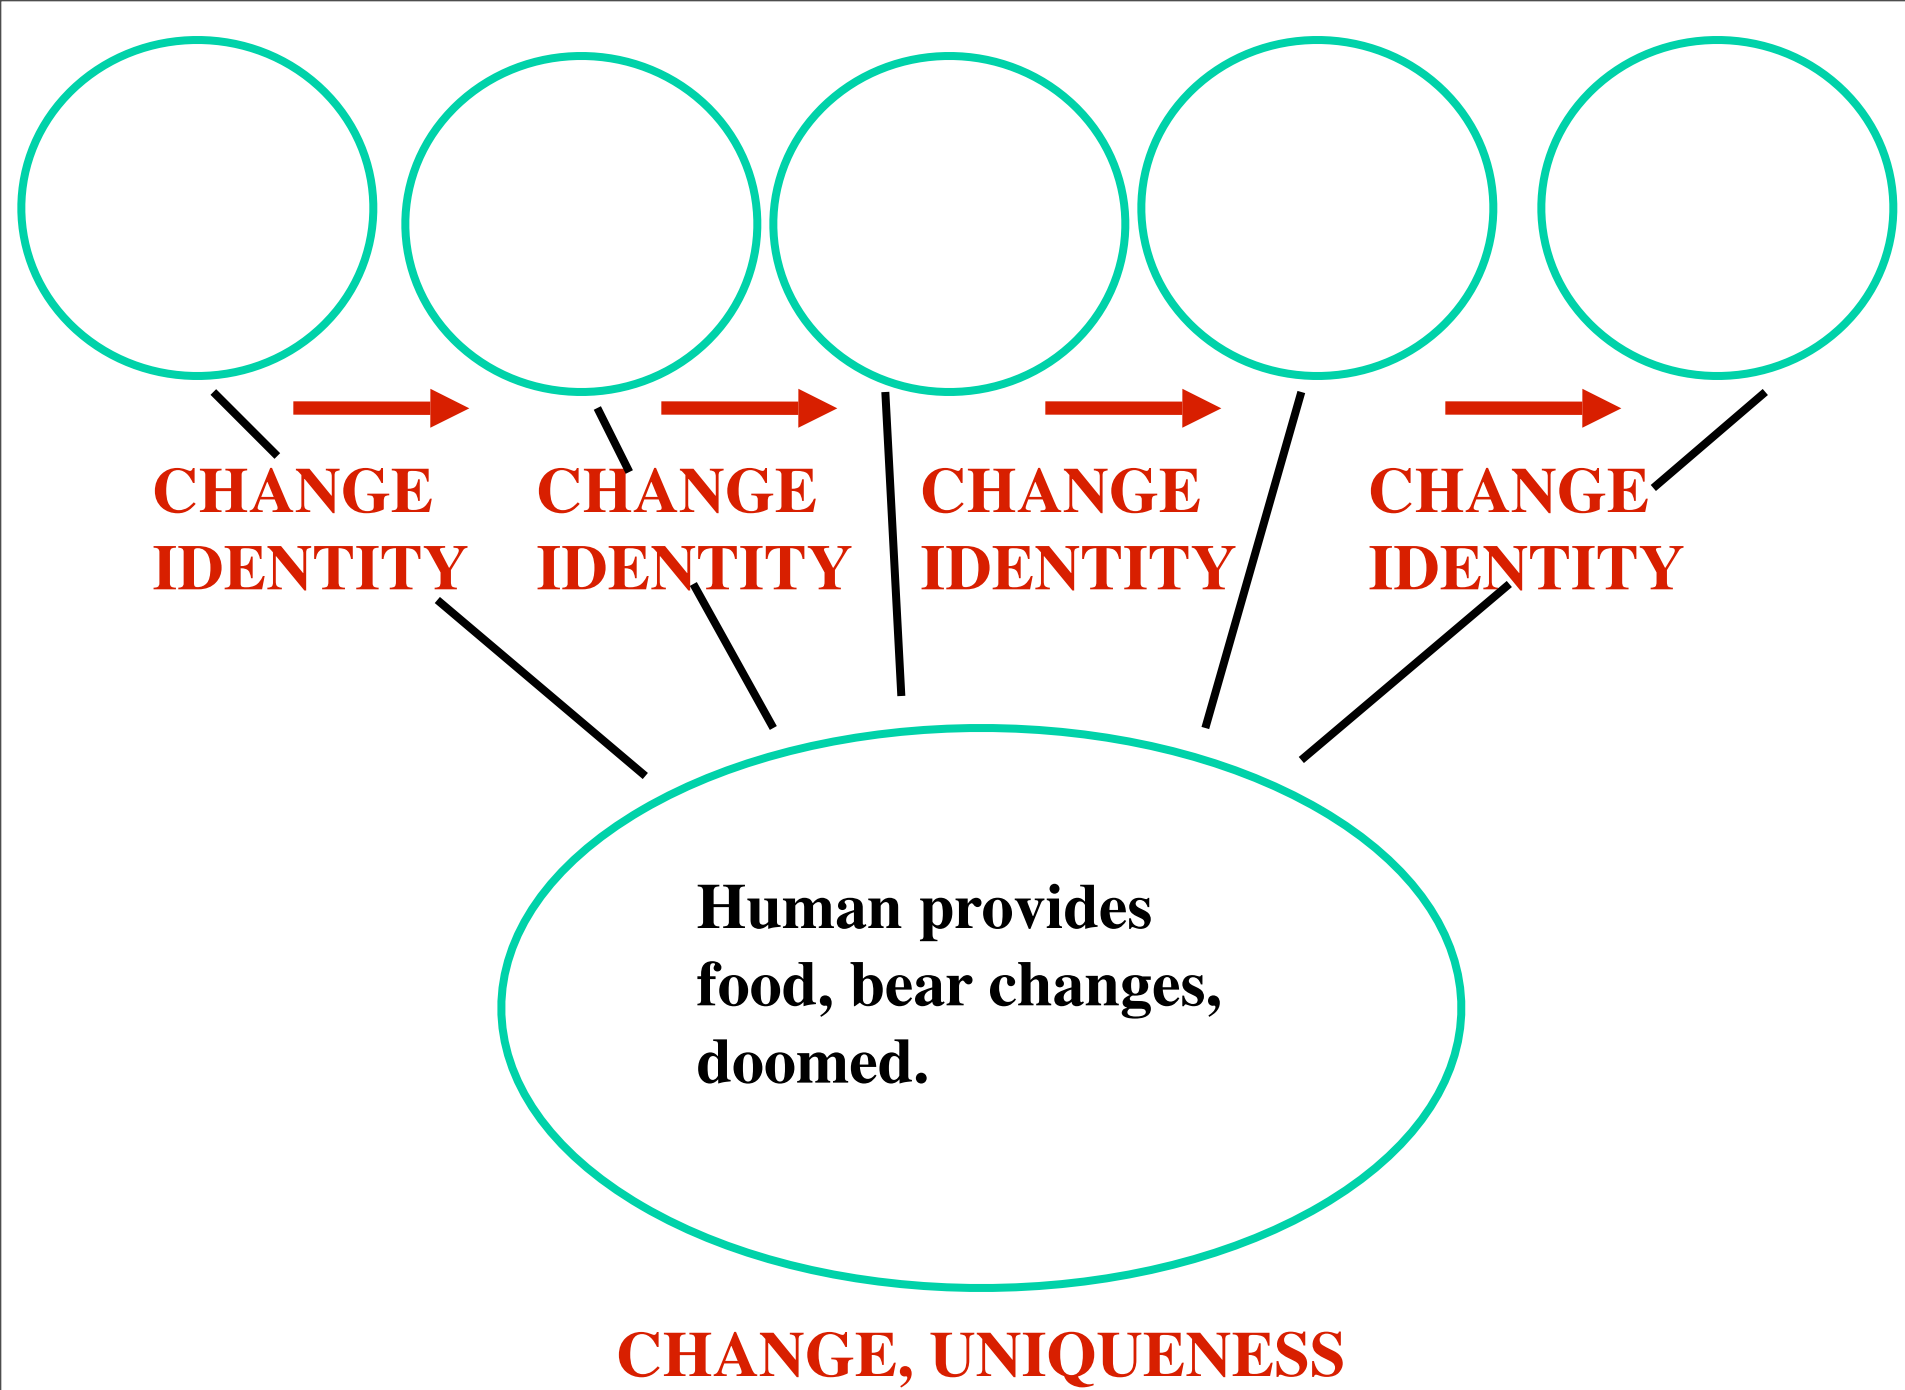 CHANGE IDENTITY
CHANGE IDENTITY
CHANGE IDENTITY
CHANGE IDENTITY
Human provides
food, bear changes,
doomed.
CHANGE, UNIQUENESS